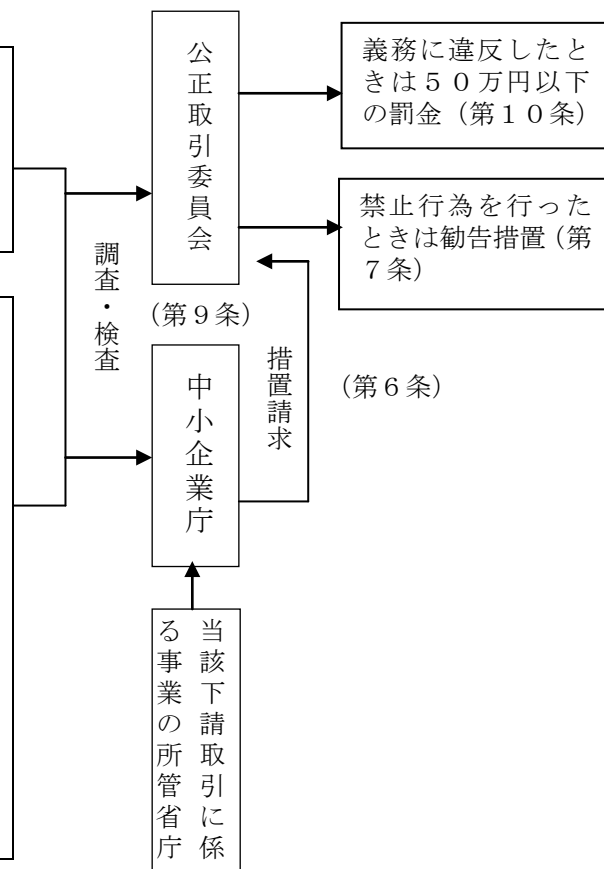 公正取引委員会
義務に違反したと
きは５０万円以下
の罰金（第１０条）
禁止行為を行った
ときは勧告措置（第
７条）
調査・検査
（第９条）
措置請求
（第６条）
中小企業庁
当該下請取引に係
る事業の所管省庁